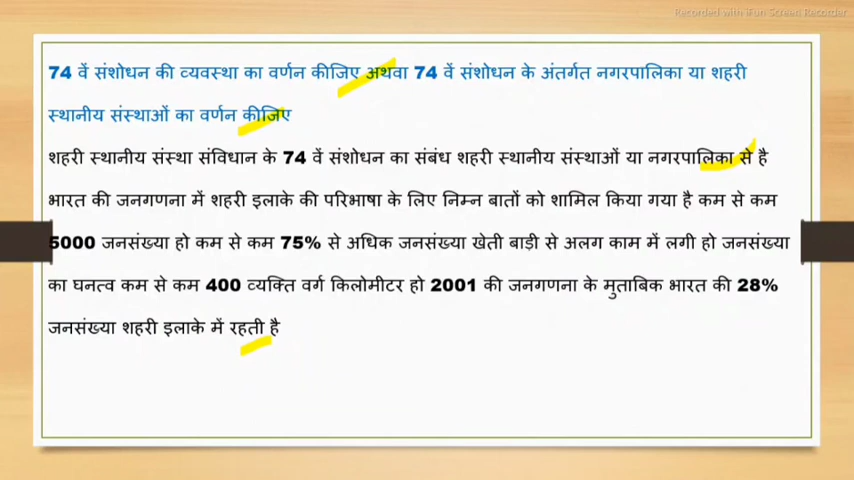 Recorded with iFun Screen Recorder
74 वें संशोधन की व्यवस्था का वर्णन कीजिए अथवा 74 वें संशोधन के अंतर्गत नगरपालिका या शहरी
स्थानीय संस्थाओं का वर्णन कीजिए
शहरी स्थानीय संस्था संविधान के 74 वें संशोधन का संबंध शहरी स्थानीय संस्थाओं या नगरपालिका से है
भारत की जनगणना में शहरी इलाके की परिभाषा के लिए निम्न बातों को शामिल किया गया है कम से कम
5000 जनसंख्या हो कम से कम 75% से अधिक जनसंख्या खेती बाड़ी से अलग काम में लगी हो जनसंख्या
का घनत्व कम से कम 400 व्यक्ति वर्ग किलोमीटर हो 2001 की जनगणना के मुताबिक भारत की 28%
जनसंख्या शहरी इलाके में रहती है